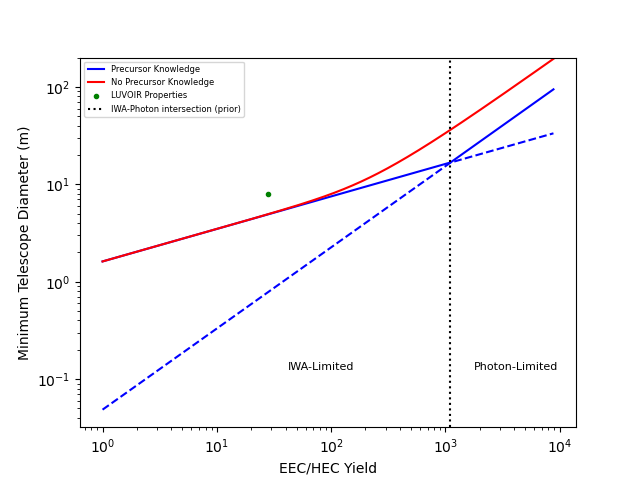 Precursor Knowledge
No Precursor Knowledge
LUVOIR Properties
IWA-Photon intersection (prior)
10²
10¹
10⁰
10⁻¹
Minimum Telescope Diameter (m)
IWA-Limited
Photon-Limited
10⁰
10¹
10²
10³
10⁴
EEC/HEC Yield